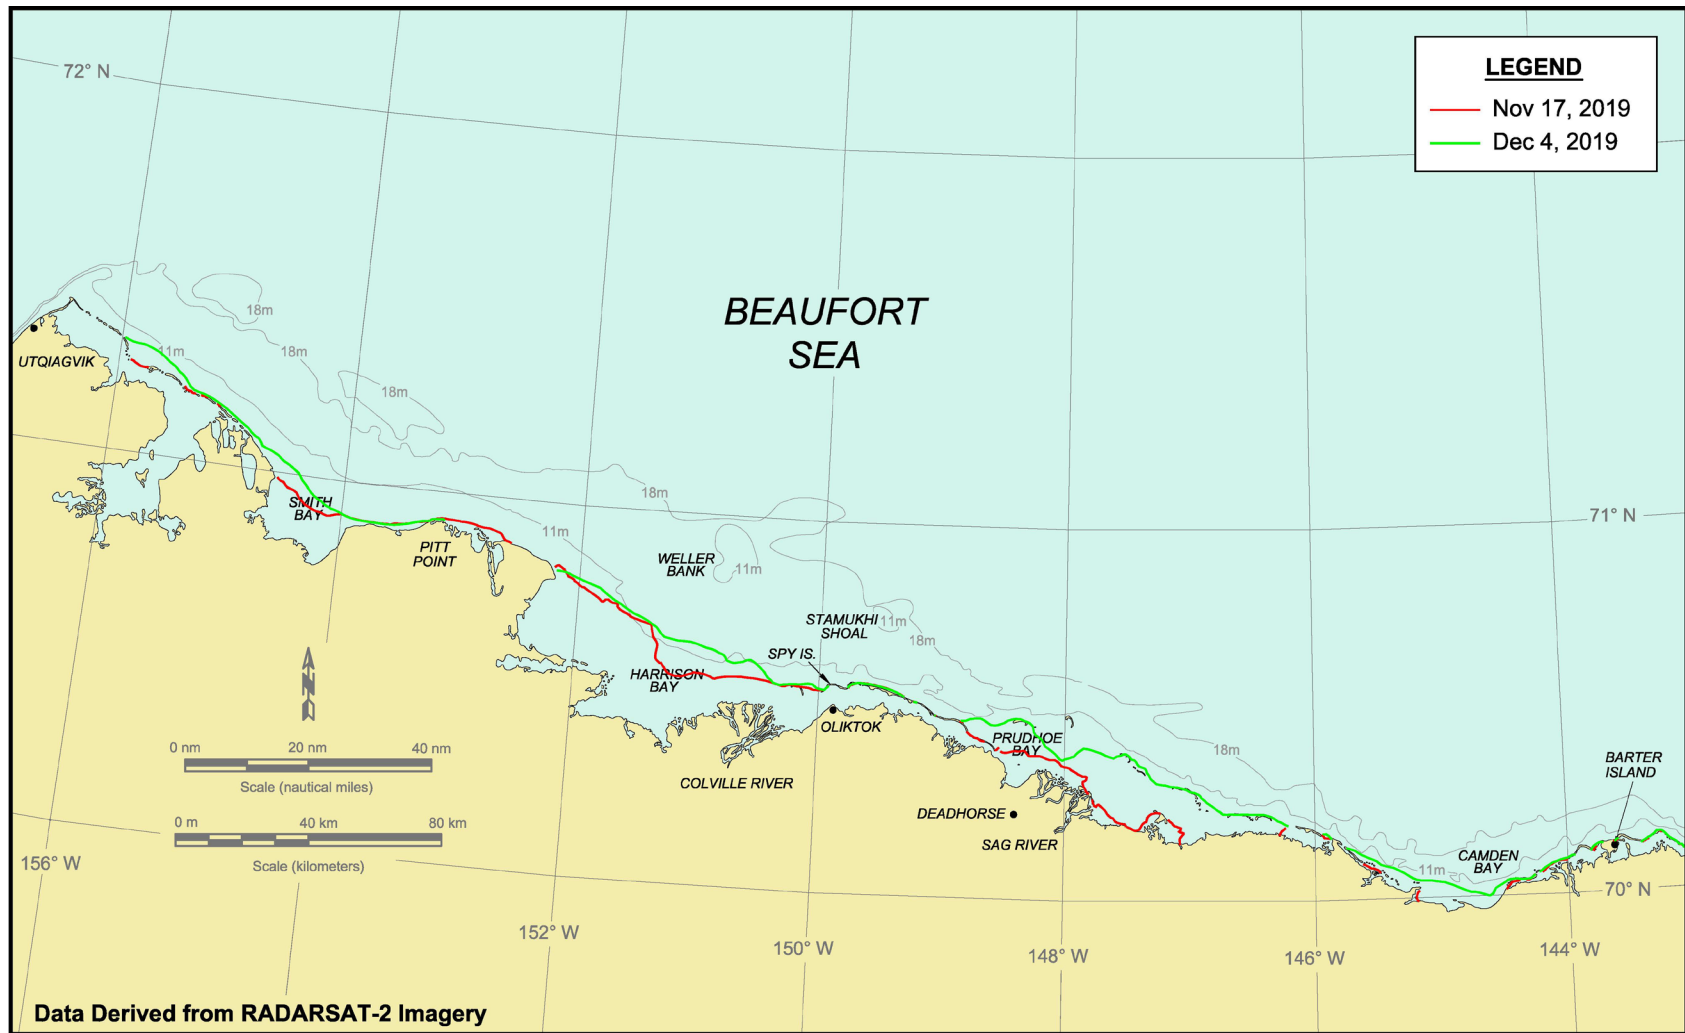 72° N
LEGEND
Nov 17, 2019
Dec 4, 2019
BEAUFORT
SEA
18m
11m
18m
18m
UTQIAGVIK
SMITH
BAY
PITT
POINT
11m
18m
WELLER
BANK
11m
71° N
STAMUKHI
SHOAL
11m
18m
SPY IS.
HARRISON
BAY
OLIKTOK
COLVILLE RIVER
PRUDHOE
BAY
18m
DEADHORSE
SAG RIVER
BARTER
ISLAND
CAMDEN
BAY
11m
70° N
N
0 nm 20 nm 40 nm
Scale (nautical miles)
0 m 40 km 80 km
Scale (kilometers)
156° W
152° W
150° W
148° W
146° W
144° W
Data Derived from RADARSAT-2 Imagery